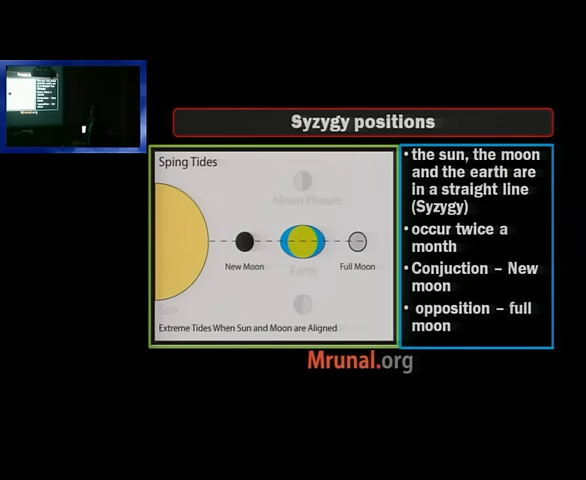 Syzygy positions
Sping Tides
Moon Phases
New Moon
Earth
Full Moon
Sun
Extreme Tides When Sun and Moon are Aligned
• the sun, the moon
and the earth are
in a straight line
(Syzygy)
• occur twice a
month
• Conjuction – New
moon
• opposition – full
moon
Mrunal.org
Mrunal.org